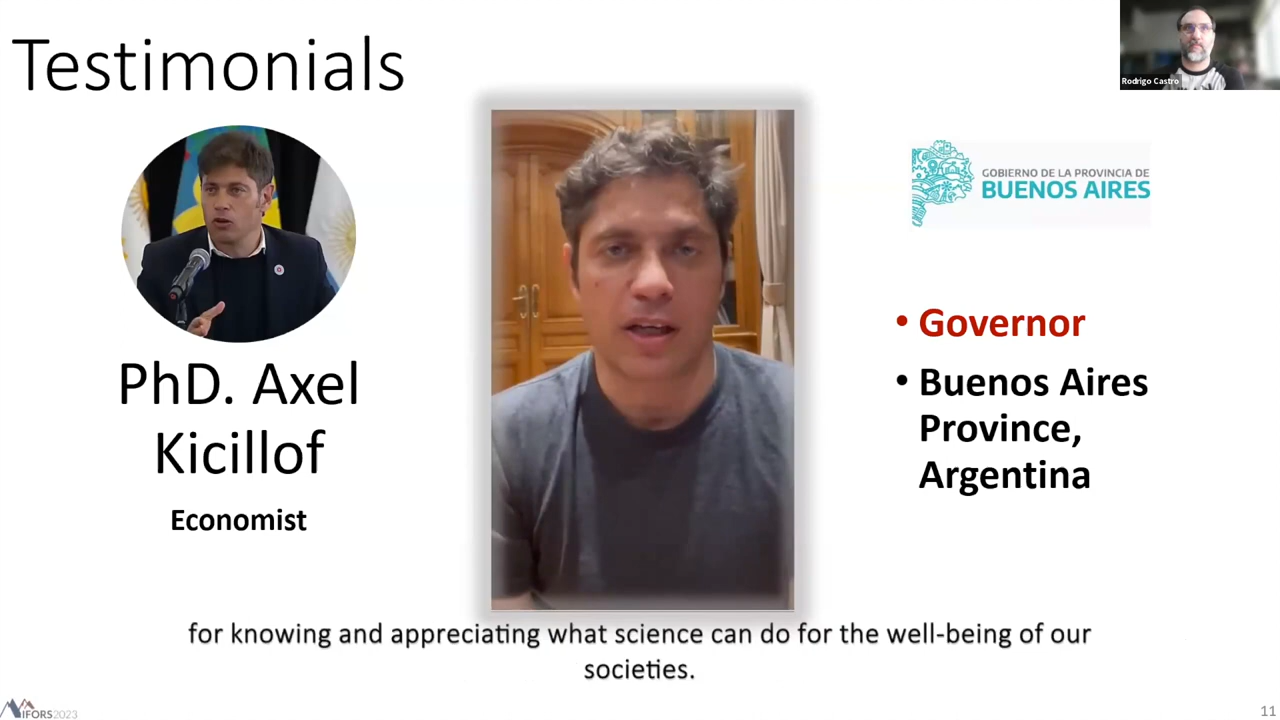 Testimonials
Rodrigo Castro
GOBIERNO DE LA PROVINCIA DE
BUENOS AIRES
PhD. Axel
Kicillof
Economist
• Governor
• Buenos Aires
Province,
Argentina
for knowing and appreciating what science can do for the well-being of our
societies.
IFORS2023
11